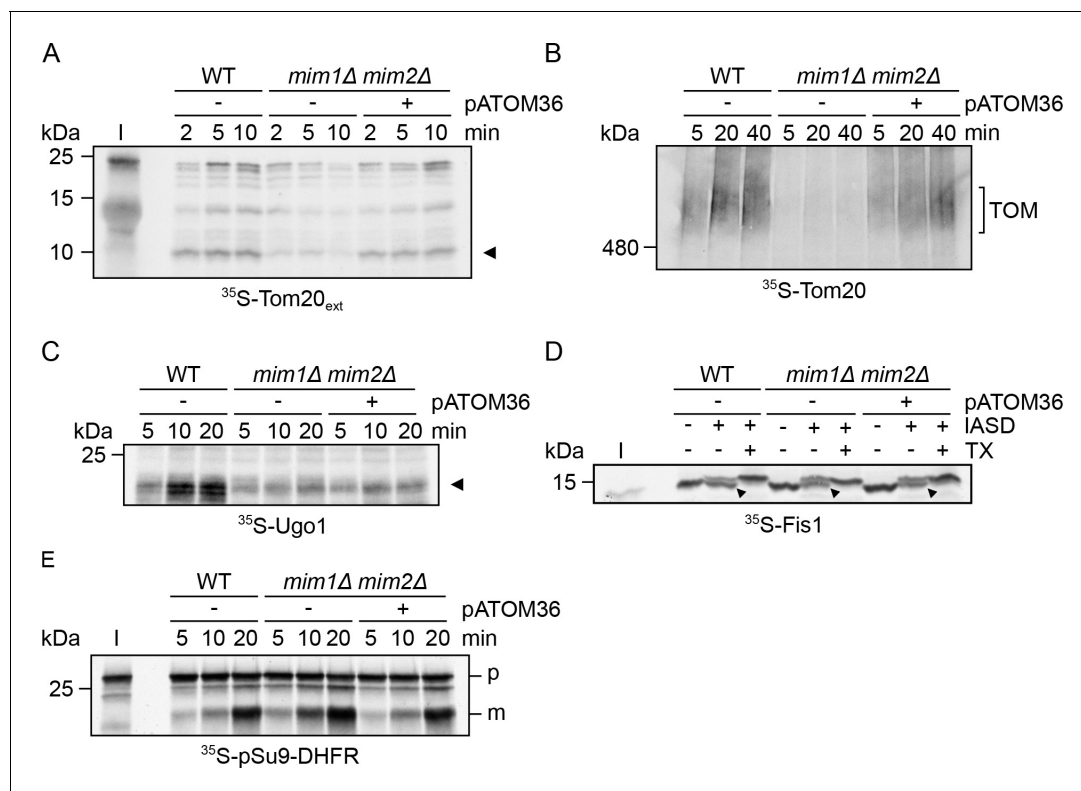 A
WT mim1Δ mim2Δ
- - + pATOM36
kDa I 2 5 10 2 5 10 2 5 10 min
25
15
10
35S-Tom20ext
B
WT mim1Δ mim2Δ
- - + pATOM36
kDa 5 20 40 5 20 40 5 20 40 min
TOM
480
35S-Tom20
C
WT mim1Δ mim2Δ
- - + pATOM36
kDa 5 10 20 5 10 20 5 10 20 min
25
35S-Ugo1
D
WT mim1Δ mim2Δ
- - + pATOM36
- + + - + + - + + IASD
kDa I - - + - - + - - + TX
15
35S-Fis1
E
WT mim1Δ mim2Δ
- - + pATOM36
kDa I 5 10 20 5 10 20 5 10 20 min
p
25
m
35S-pSu9-DHFR